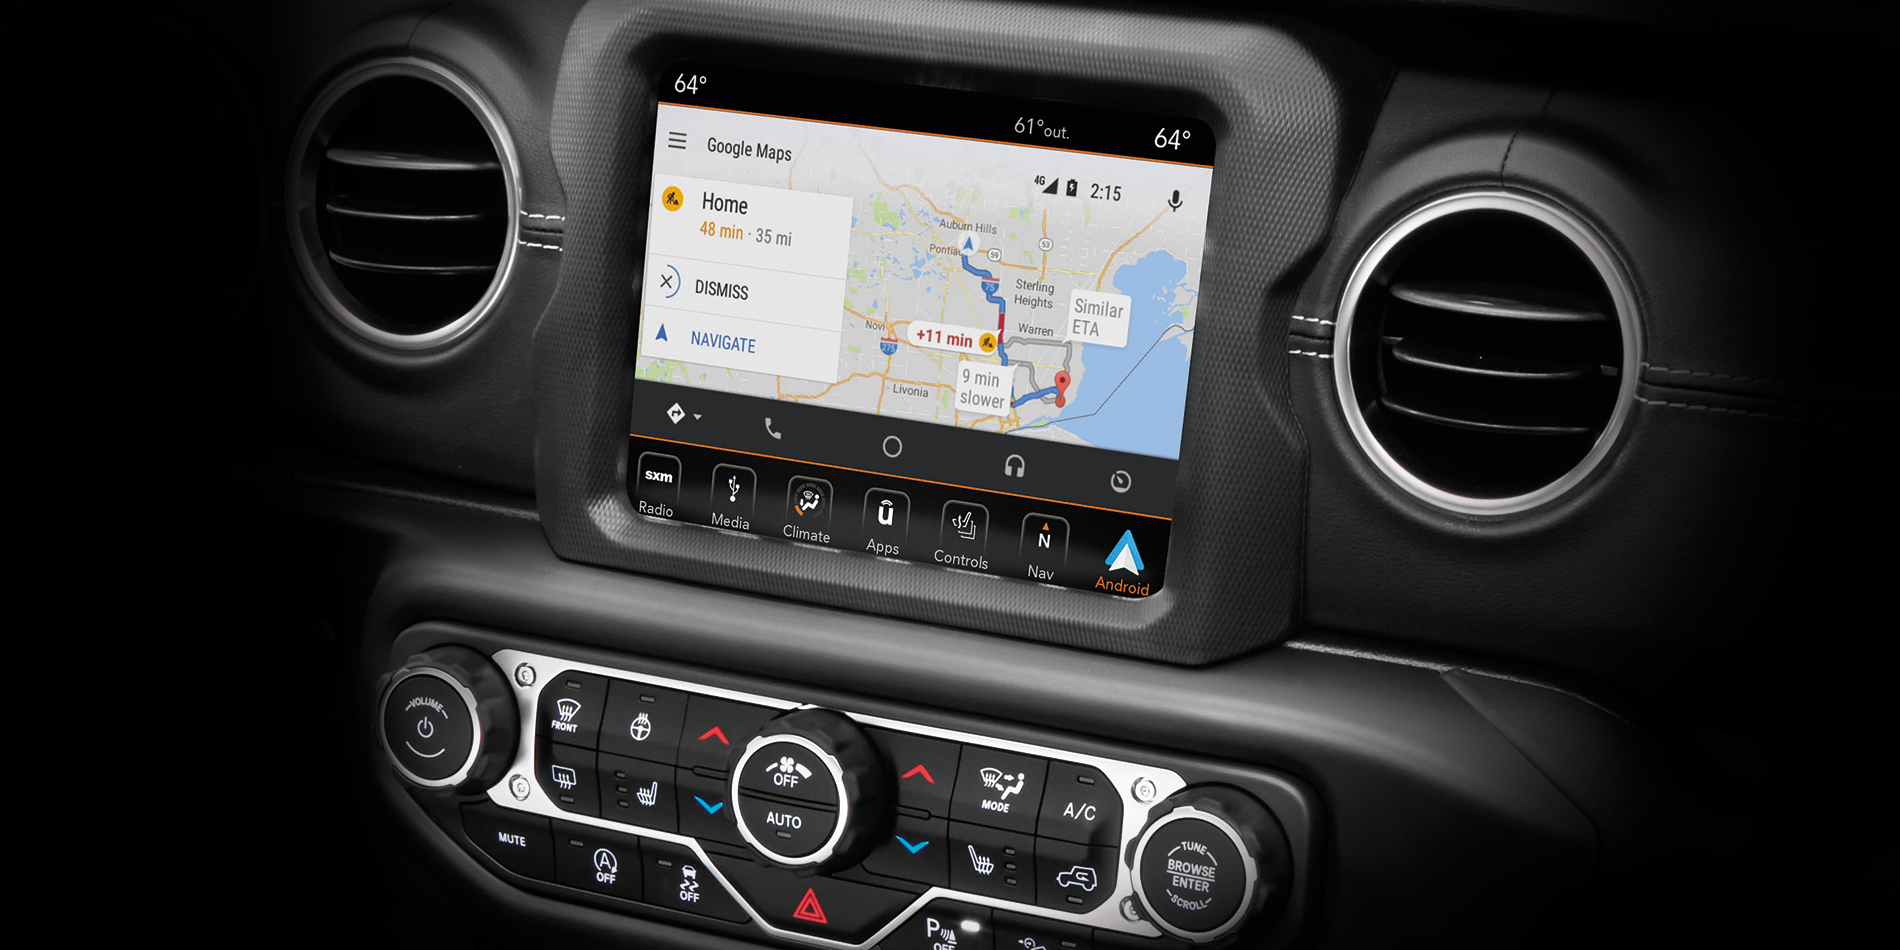 64°
61°out.
64°
Google Maps
4G
2:15
Home
48 min · 35 mi
DISMISS
NAVIGATE
Auburn Hills
Pontiac
59
53
75
Sterling
Heights
Similar
ETA
Novi
275
+11 min
Warren
9 min
slower
Livonia
sxm
Radio
Media
Climate
ū
Apps
Controls
N
Nav
Android
VOLUME
FRONT
OFF
AUTO
MODE
A/C
MUTE
A
OFF
OFF
TUNE
BROWSE
ENTER
SCROLL
P
OFF